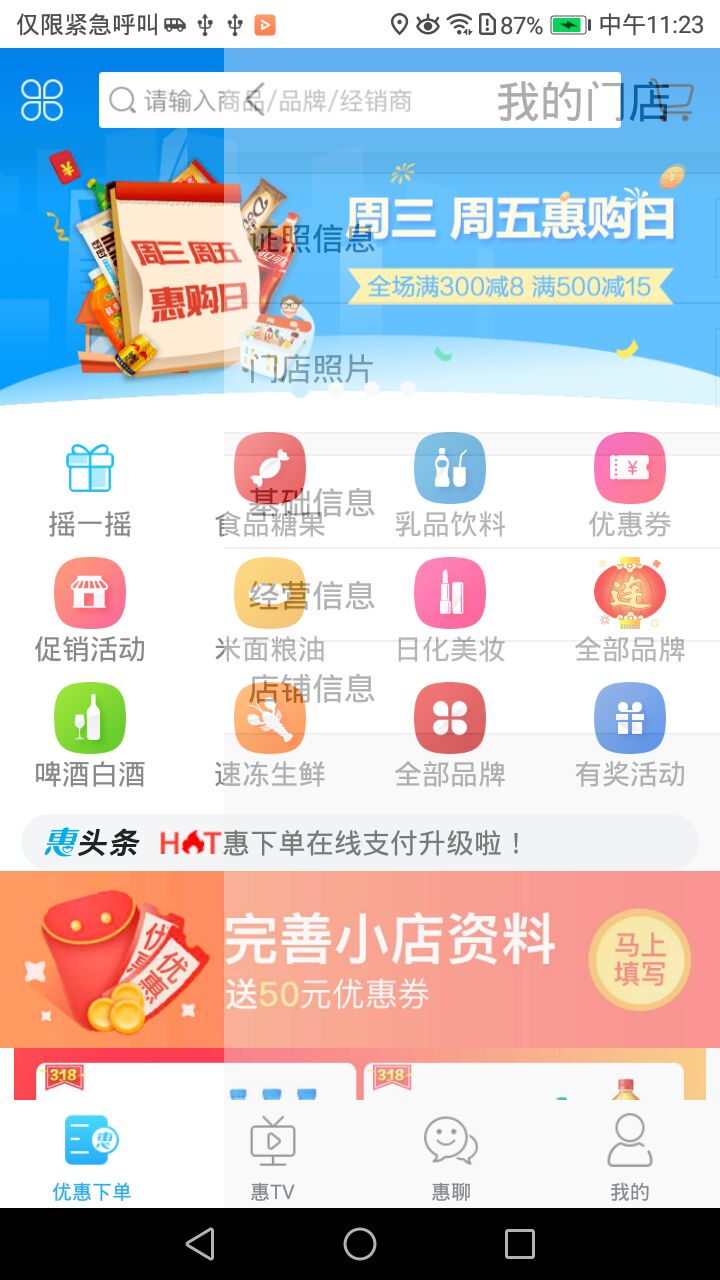 仅限紧急呼叫
87% 中午11:23
请输入商品/品牌/经销商
我的门店
周三 周五惠购日
周三周五
惠购日
证照信息
全场满300减8 满500减15
门店照片
摇一摇
食品糖果
乳品饮料
优惠券
基础信息
促销活动
米面粮油
日化美妆
全部品牌
连
经营信息
店铺信息
啤酒白酒
速冻生鲜
全部品牌
有奖活动
惠头条 HOT惠下单在线支付升级啦！
优惠
优惠
完善小店资料
送50元优惠券
马上
填写
318
318
惠
优惠下单
惠TV
惠聊
我的